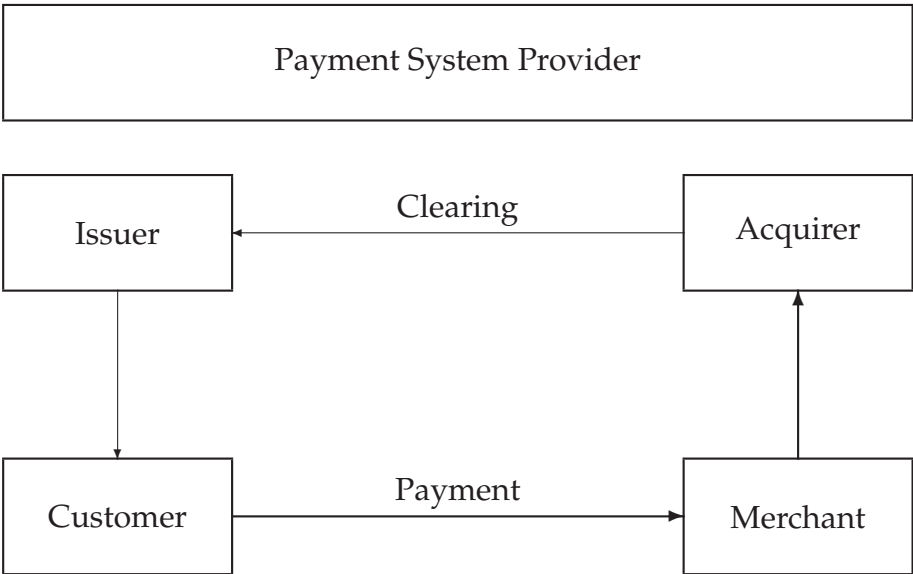 Payment System Provider
Clearing
Issuer
Acquirer
Payment
Customer
Merchant